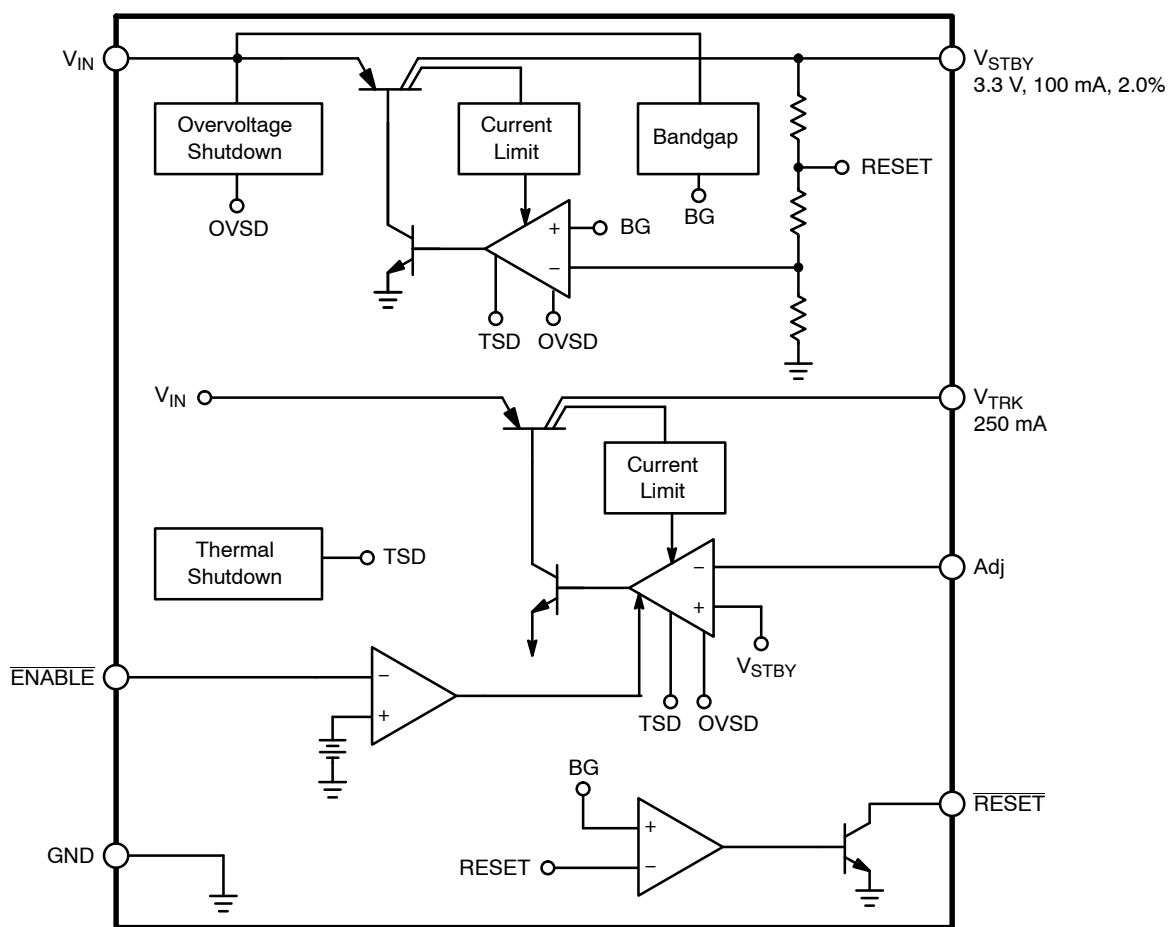 V_IN
V_STBY
3.3 V, 100 mA, 2.0%
Overvoltage
Shutdown
Current
Limit
Bandgap
RESET
OVSD
BG
+
BG
−
TSD
OVSD
V_IN
V_TRK
250 mA
Current
Limit
Thermal
Shutdown
TSD
−
Adj
+
V_STBY
ENABLE
−
+
TSD
OVSD
BG
RESET
+
GND
RESET
−